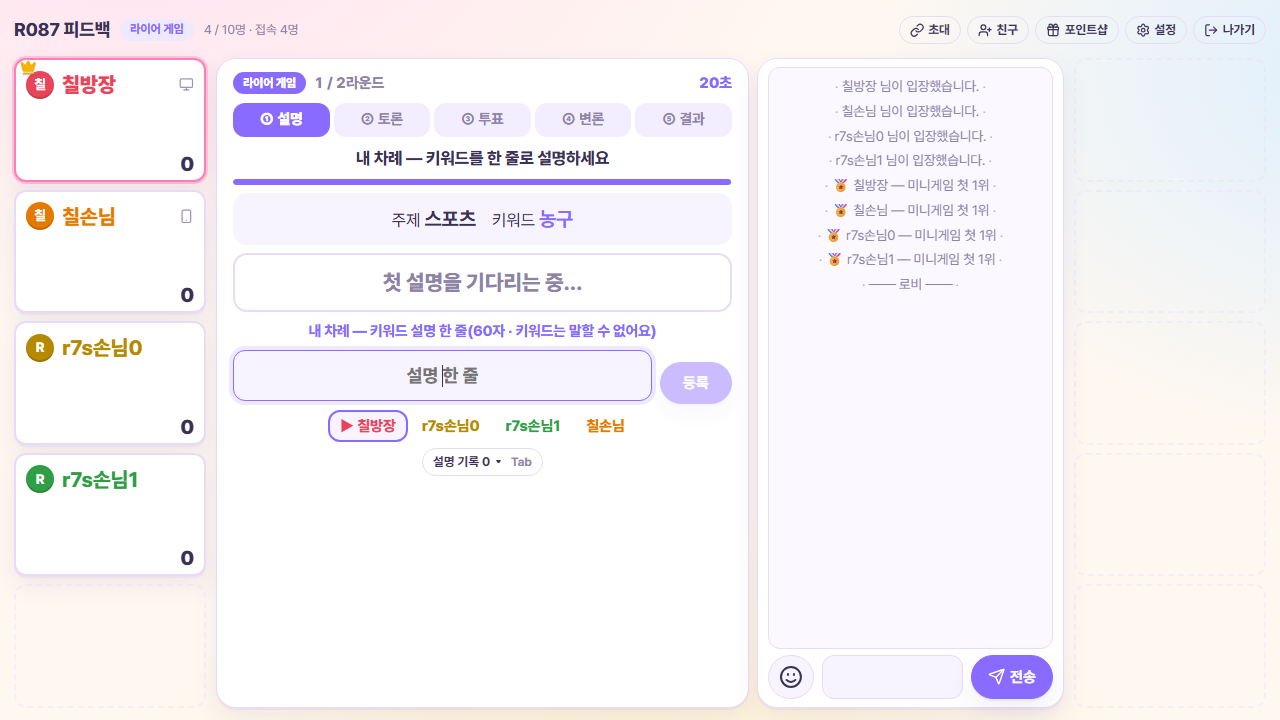 R087 피드백 라이어 게임 4 / 10명 · 접속 4명 초대 친구 포인트샵 설정 나가기
칠 칠방장
0
칠 칠손님
0
R r7s손님0
0
R r7s손님1
0
라이어 게임 1 / 2라운드 20초
① 설명 ② 토론 ③ 투표 ④ 변론 ⑤ 결과
내 차례 — 키워드를 한 줄로 설명하세요
주제 스포츠 키워드 농구
첫 설명을 기다리는 중...
내 차례 — 키워드 설명 한 줄(60자 · 키워드는 말할 수 없어요)
설명 한 줄 등록
▶ 칠방장 r7s손님0 r7s손님1 칠손님
설명 기록 0 Tab
· 칠방장 님이 입장했습니다. ·
· 칠손님 님이 입장했습니다. ·
· r7s손님0 님이 입장했습니다. ·
· r7s손님1 님이 입장했습니다. ·
· 🏅 칠방장 — 미니게임 첫 1위 ·
· 🏅 칠손님 — 미니게임 첫 1위 ·
· 🏅 r7s손님0 — 미니게임 첫 1위 ·
· 🏅 r7s손님1 — 미니게임 첫 1위 ·
· —— 로비 —— ·
전송